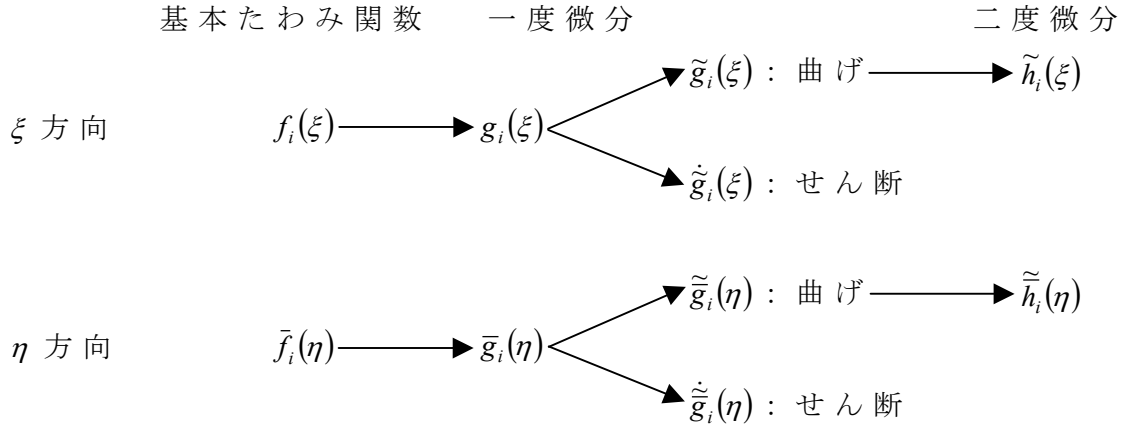 基本たわみ関数 一度微分 二度微分
g̃ᵢ(ξ) : 曲げ h̃ᵢ(ξ)
ξ 方向 fᵢ(ξ) gᵢ(ξ)
g̃̇ᵢ(ξ) : せん断
g̅̃ᵢ(η) : 曲げ h̅̃ᵢ(η)
η 方向 f̅ᵢ(η) g̅ᵢ(η)
g̅̃̇ᵢ(η) : せん断